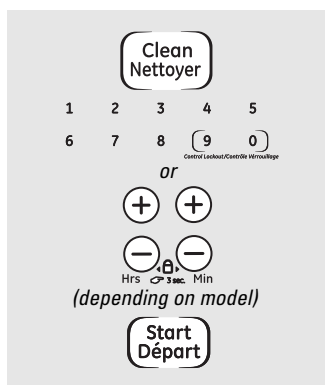 Clean
Nettoyer
1 2 3 4 5
6 7 8 9 0
Control Lockout/Contrôle Vérrouillage
or
+ +
− −
Hrs 3 sec. Min
(depending on model)
Start
Départ